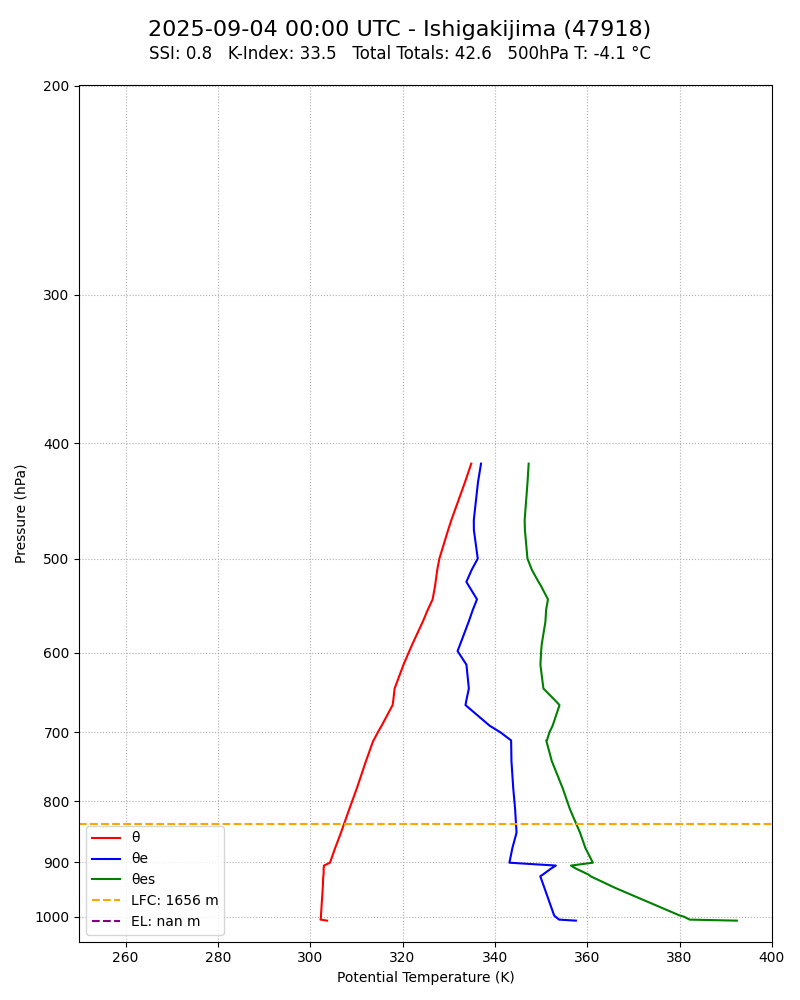 2025-09-04 00:00 UTC - Ishigakijima (47918)
SSI: 0.8   K-Index: 33.5   Total Totals: 42.6   500hPa T: -4.1 °C
200
300
400
500
600
700
800
900
1000
Pressure (hPa)
θ
θe
θes
LFC: 1656 m
EL: nan m
260 280 300 320 340 360 380 400
Potential Temperature (K)